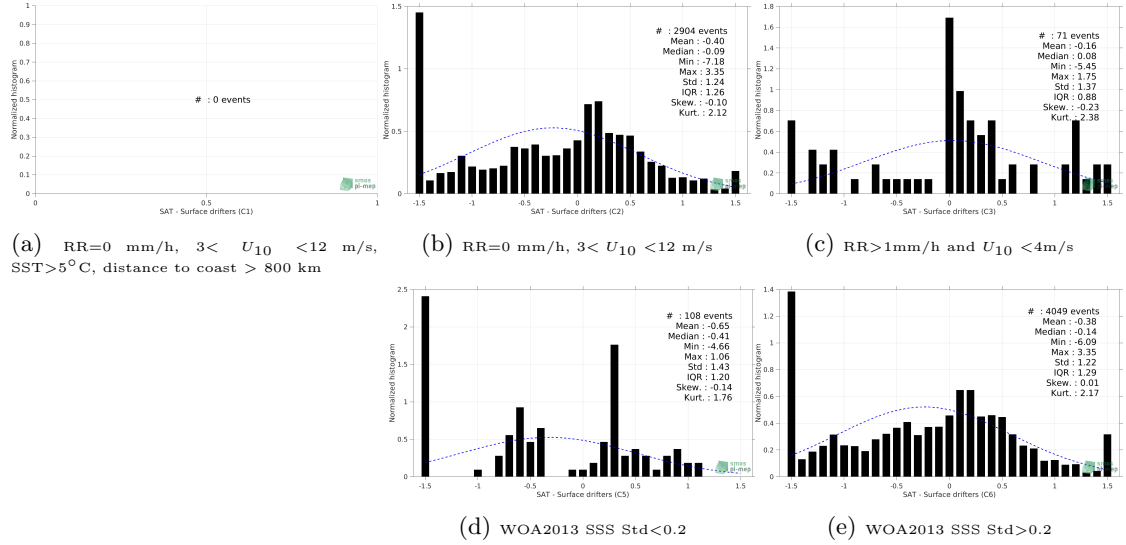 Normalized histogram
1
0.9
0.8
0.7
0.6
0.5
0.4
0.3
0.2
0.1
0
# : 0 events
smos
pi-mep
0 0.5 1
SAT - Surface drifters (C1)
(a) RR=0 mm/h, 3< U10 <12 m/s,
SST>5°C, distance to coast > 800 km
Normalized histogram
1.5
1
0.5
0
# : 2904 events
Mean : -0.40
Median : -0.09
Min : -7.18
Max : 3.35
Std : 1.24
IQR : 1.26
Skew. : -0.10
Kurt. : 2.12
smos
pi-mep
-1.5 -1 -0.5 0 0.5 1 1.5
SAT - Surface drifters (C2)
(b) RR=0 mm/h, 3< U10 <12 m/s
Normalized histogram
1.8
1.6
1.4
1.2
1
0.8
0.6
0.4
0.2
0
# : 71 events
Mean : -0.16
Median : 0.08
Min : -5.45
Max : 1.75
Std : 1.37
IQR : 0.88
Skew. : -0.23
Kurt. : 2.38
smos
pi-mep
-1.5 -1 -0.5 0 0.5 1 1.5
SAT - Surface drifters (C3)
(c) RR>1mm/h and U10 <4m/s
Normalized histogram
2.5
2
1.5
1
0.5
0
# : 108 events
Mean : -0.65
Median : -0.41
Min : -4.66
Max : 1.06
Std : 1.43
IQR : 1.20
Skew. : -0.14
Kurt. : 1.76
smos
pi-mep
-1.5 -1 -0.5 0 0.5 1 1.5
SAT - Surface drifters (C5)
(d) WOA2013 SSS Std<0.2
Normalized histogram
1.4
1.2
1
0.8
0.6
0.4
0.2
0
# : 4049 events
Mean : -0.38
Median : -0.14
Min : -6.09
Max : 3.35
Std : 1.22
IQR : 1.29
Skew. : 0.01
Kurt. : 2.17
smos
pi-mep
-1.5 -1 -0.5 0 0.5 1 1.5
SAT - Surface drifters (C6)
(e) WOA2013 SSS Std>0.2